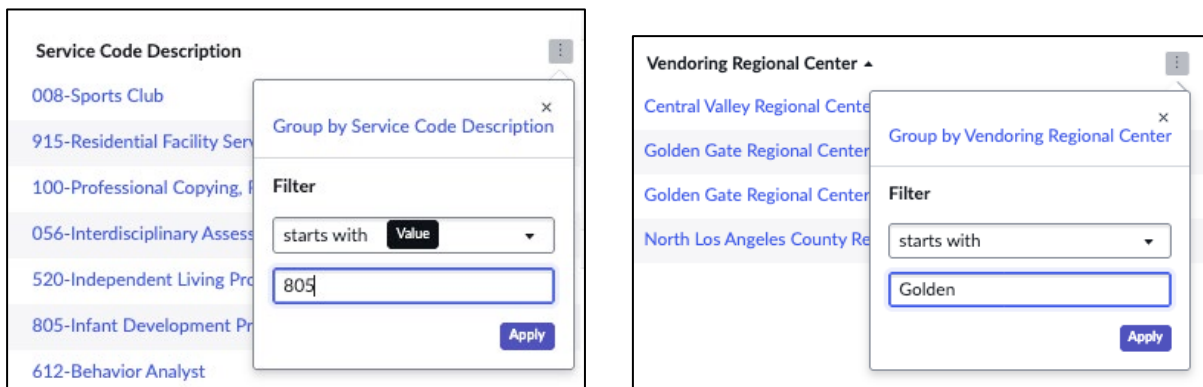 Service Code Description
008-Sports Club
915-Residential Facility Serv
100-Professional Copying,
056-Interdisciplinary Assess
520-Independent Living Pro
805-Infant Development Pr
612-Behavior Analyst
×
Group by Service Code Description
Filter
starts with
Value
805
Apply
Vendoring Regional Center
Central Valley Regional Cente
Golden Gate Regional Center
Golden Gate Regional Center
North Los Angeles County Re
×
Group by Vendoring Regional Center
Filter
starts with
Golden
Apply